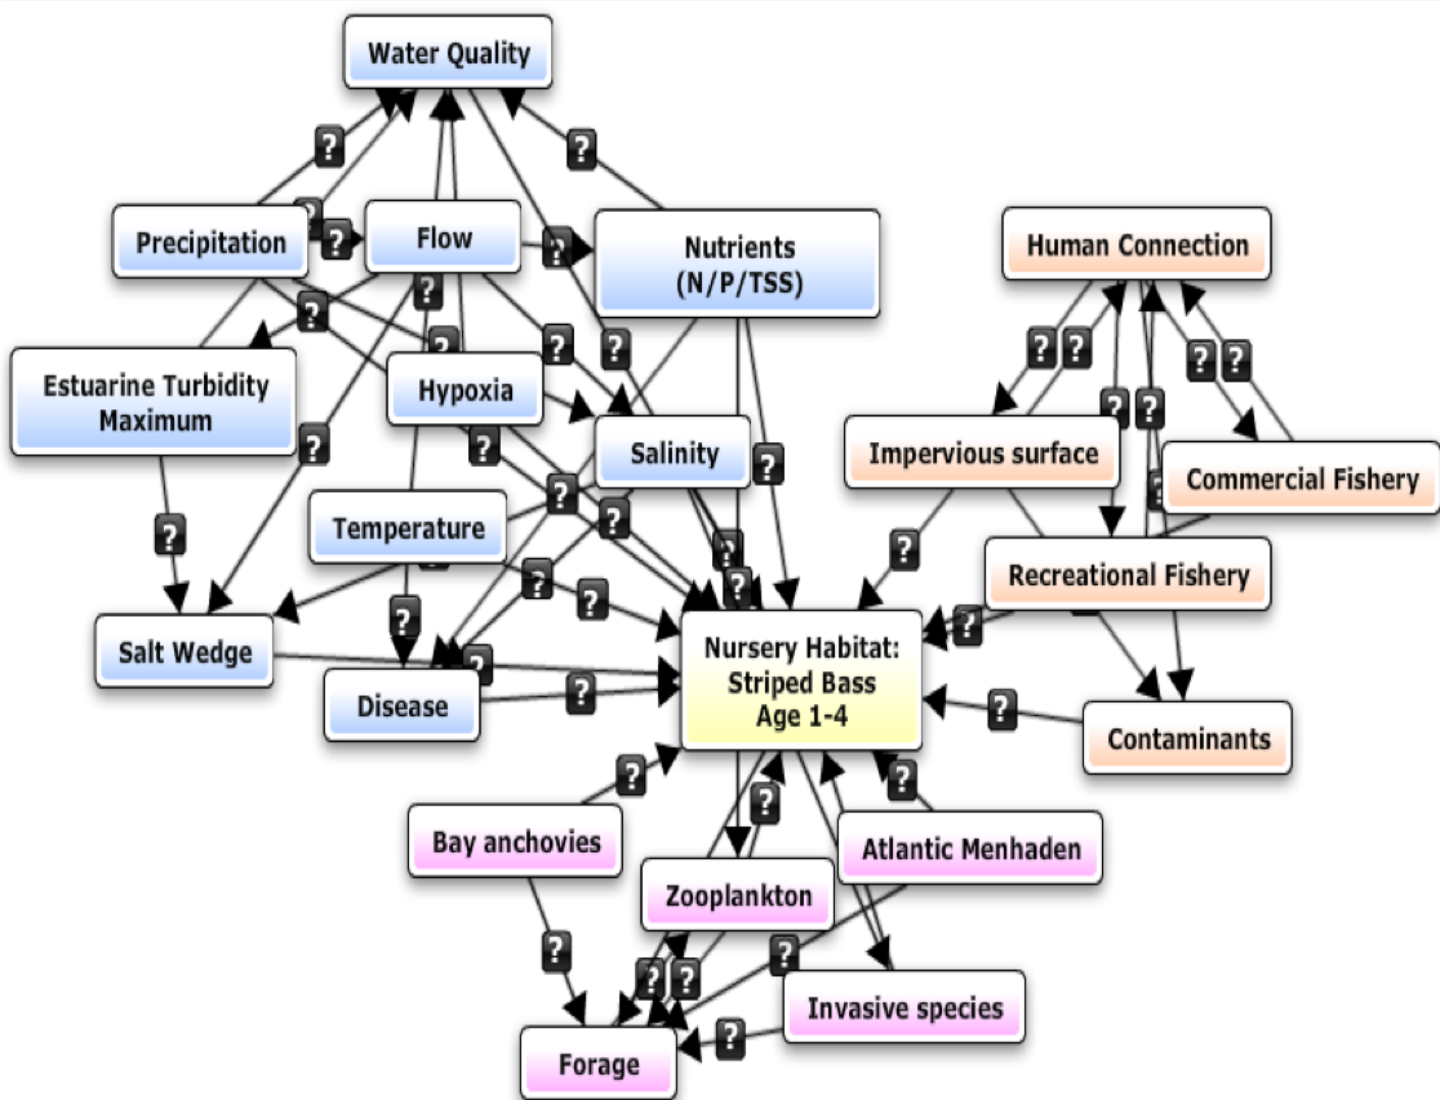 Water Quality
?
?
?
Precipitation
?
Flow
?
Nutrients
(N/P/TSS)
Human Connection
?
?
?
?
?
?
?
?
?
?
Estuarine Turbidity
Maximum
Hypoxia
?
?
?
?
Salinity
?
Impervious surface
?
Commercial Fishery
?
?
?
Temperature
?
?
?
?
Recreational Fishery
?
?
?
?
?
Salt Wedge
?
Nursery Habitat:
Striped Bass
Age 1-4
Disease
?
?
Contaminants
?
?
?
Bay anchovies
Atlantic Menhaden
Zooplankton
?
?
?
?
Invasive species
?
Forage